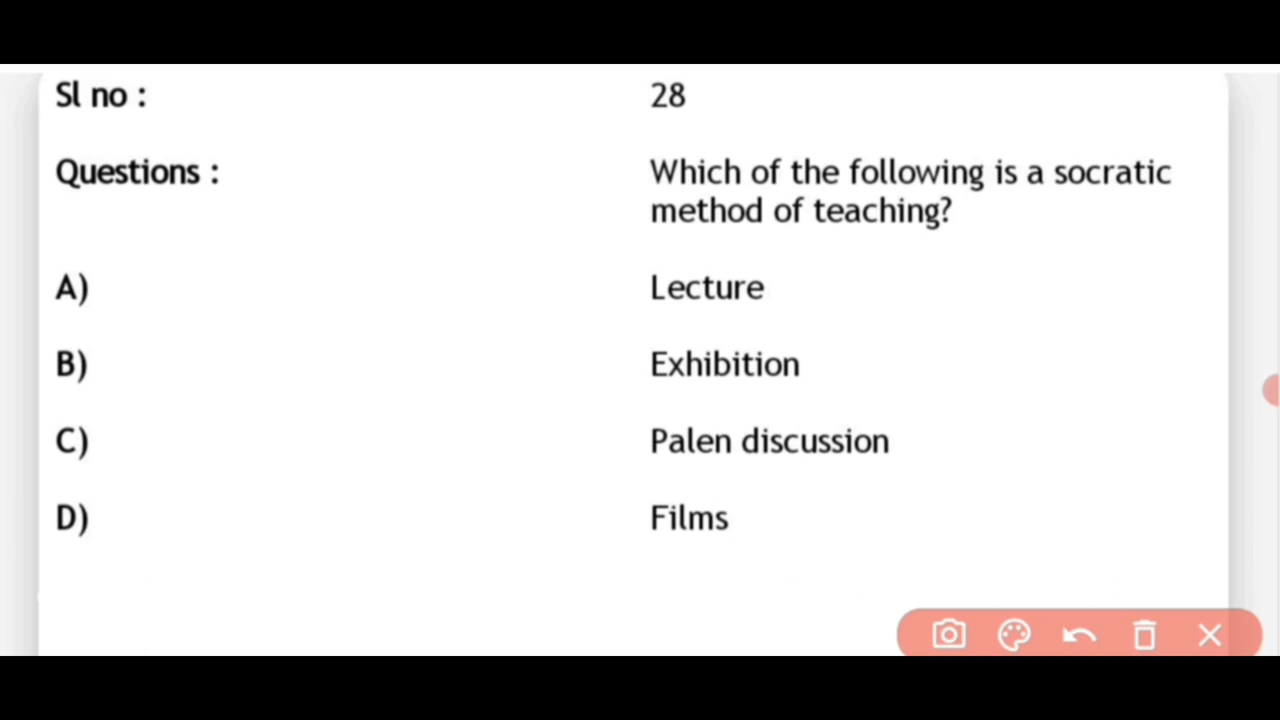 Sl no : 28
Questions : Which of the following is a socratic
method of teaching?
A) Lecture
B) Exhibition
C) Palen discussion
D) Films